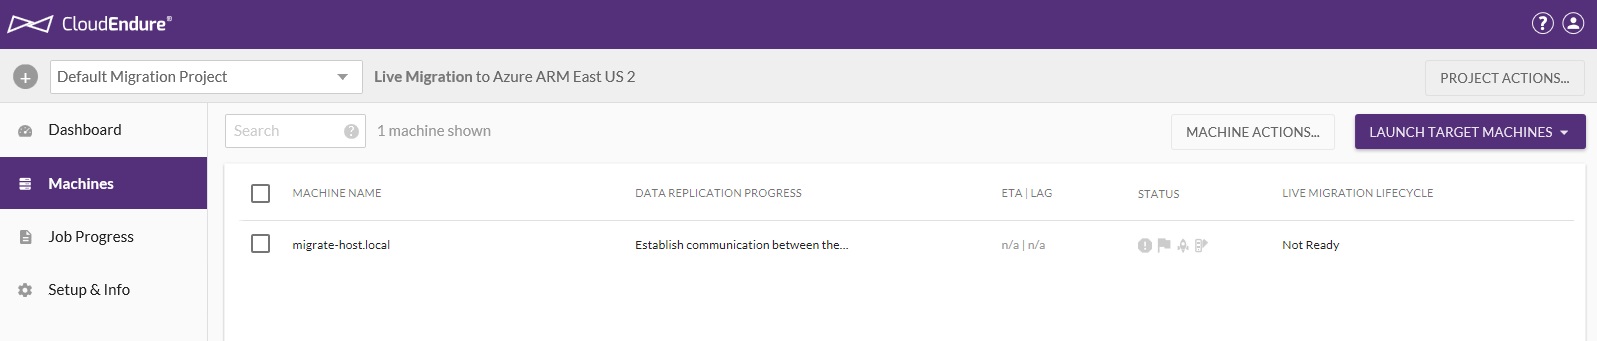 CloudEndure®
?
+
Default Migration Project
Live Migration to Azure ARM East US 2
PROJECT ACTIONS...
Dashboard
Machines
Job Progress
Setup & Info
Search ?
1 machine shown
MACHINE ACTIONS...
LAUNCH TARGET MACHINES
MACHINE NAME DATA REPLICATION PROGRESS ETA | LAG STATUS LIVE MIGRATION LIFECYCLE
migrate-host.local Establish communication between the... n/a | n/a Not Ready